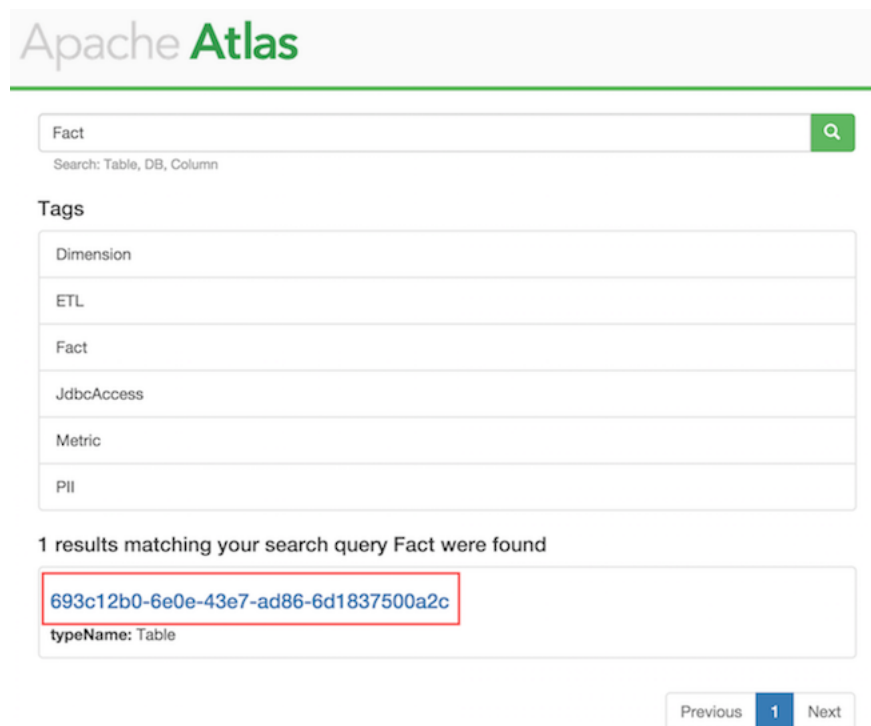 Apache Atlas
Fact
Search: Table, DB, Column
Tags
Dimension
ETL
Fact
JdbcAccess
Metric
PII
1 results matching your search query Fact were found
693c12b0-6e0e-43e7-ad86-6d1837500a2c
typeName: Table
Previous 1 Next